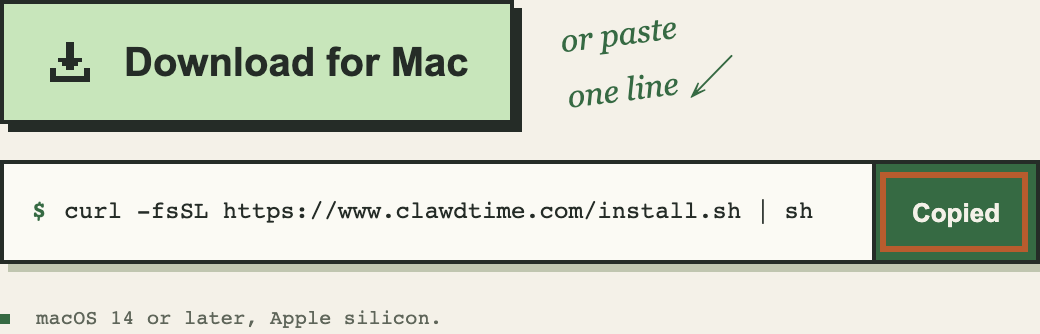 Download for Mac
or paste
one line
$ curl -fsSL https://www.clawdtime.com/install.sh | sh
Copied
macOS 14 or later, Apple silicon.